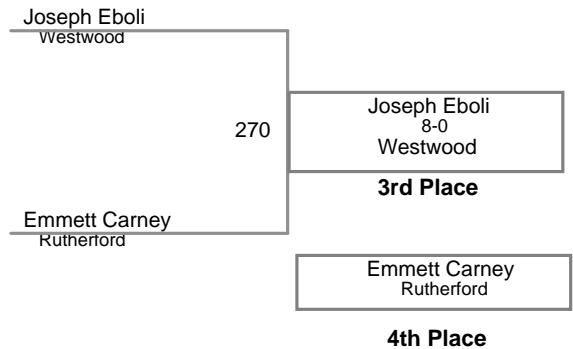 Joseph Eboli
Westwood
270
Joseph Eboli
8-0
Westwood
3rd Place
Emmett Carney
Rutherford
Emmett Carney
Rutherford
4th Place